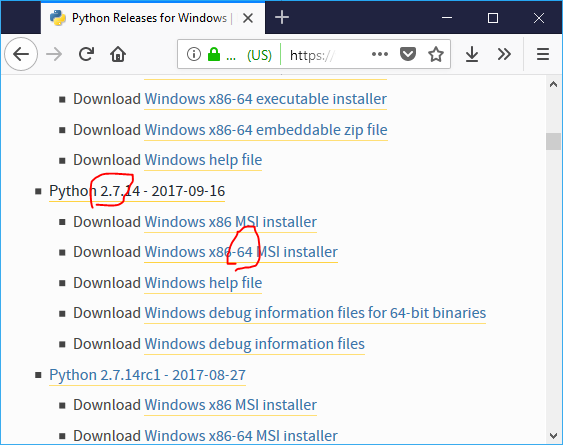 Python Releases for Windows |
... (US) https:/
Download Windows x86-64 executable installer
Download Windows x86-64 embeddable zip file
Download Windows help file
Python 2.7.14 - 2017-09-16
Download Windows x86 MSI installer
Download Windows x86-64 MSI installer
Download Windows help file
Download Windows debug information files for 64-bit binaries
Download Windows debug information files
Python 2.7.14rc1 - 2017-08-27
Download Windows x86 MSI installer
Download Windows x86-64 MSI installer